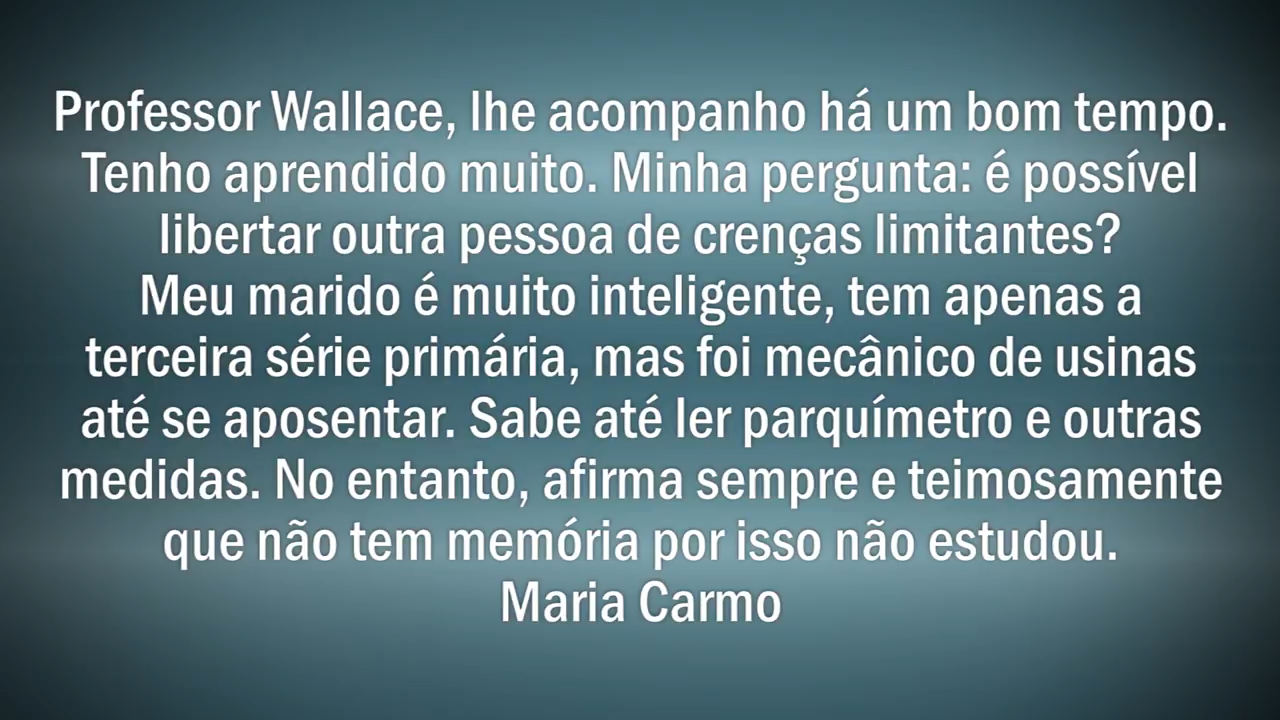 Professor Wallace, lhe acompanho há um bom tempo.
Tenho aprendido muito. Minha pergunta: é possível
libertar outra pessoa de crenças limitantes?
Meu marido é muito inteligente, tem apenas a
terceira série primária, mas foi mecânico de usinas
até se aposentar. Sabe até ler parquímetro e outras
medidas. No entanto, afirma sempre e teimosamente
que não tem memória por isso não estudou.
Maria Carmo